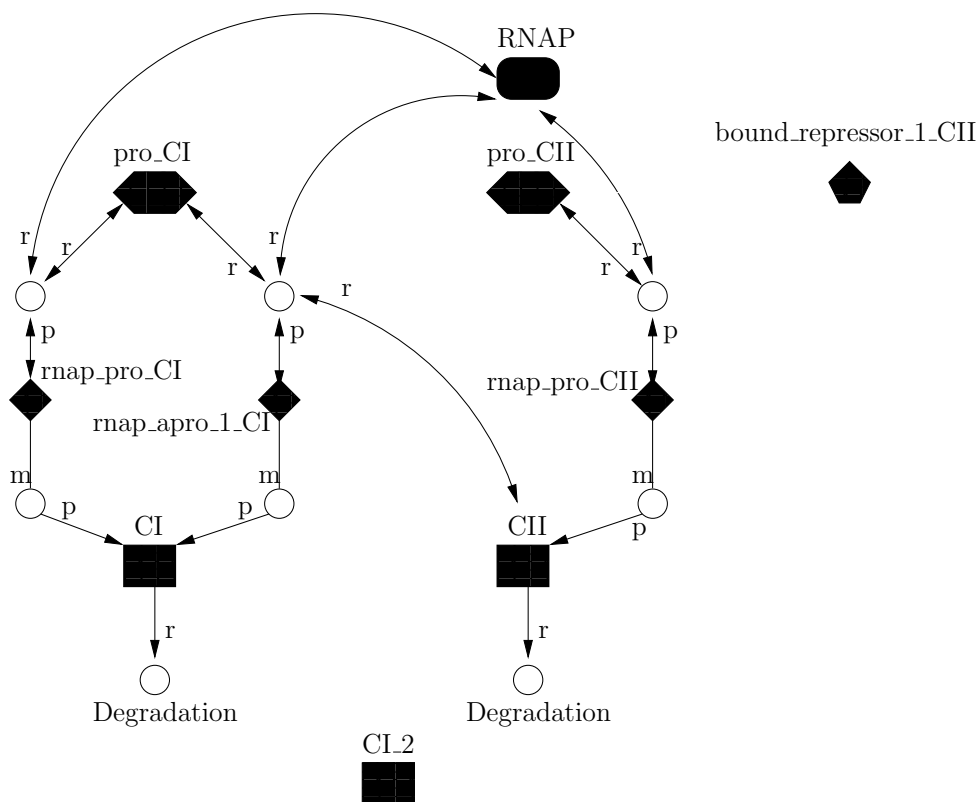 RNAP
bound_repressor_1_CII
pro_CI
pro_CII
r
r
r
r
r
r
r
p
p
p
rnap_pro_CI
rnap_pro_CII
rnap_apro_1_CI
m
m
m
p
p
p
CI
CII
r
r
Degradation
Degradation
CI_2